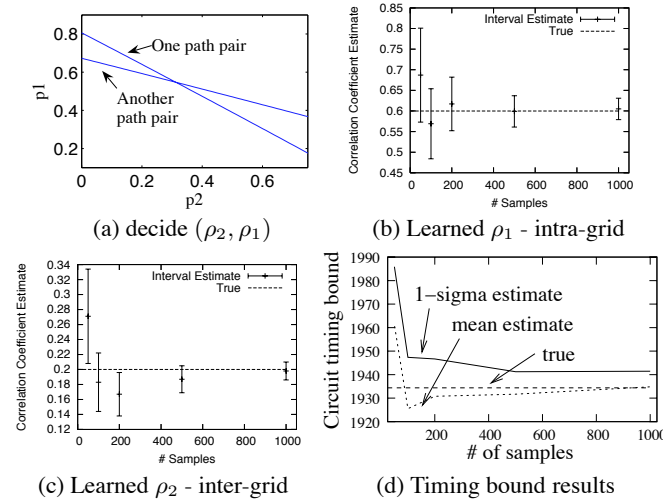 0.8
0.6
0.4
0.2
p1
One path pair
Another
path pair
0 0.2 0.4 0.6
p2
(a) decide (ρ2, ρ1)
0.85
0.8
0.75
0.7
0.65
0.6
0.55
0.5
0.45
Correlation Coefficient Estimate
Interval Estimate
True
0 200 400 600 800 1000
# Samples
(b) Learned ρ1 - intra-grid
0.34
0.32
0.3
0.28
0.26
0.24
0.22
0.2
0.18
0.16
0.14
0.12
Correlation Coefficient Estimate
Interval Estimate
True
0 200 400 600 800 1000
# Samples
(c) Learned ρ2 - inter-grid
1990
1980
1970
1960
1950
1940
1930
1920
Circuit timing bound
1-sigma estimate
mean estimate
true
200 400 600 800 1000
# of samples
(d) Timing bound results